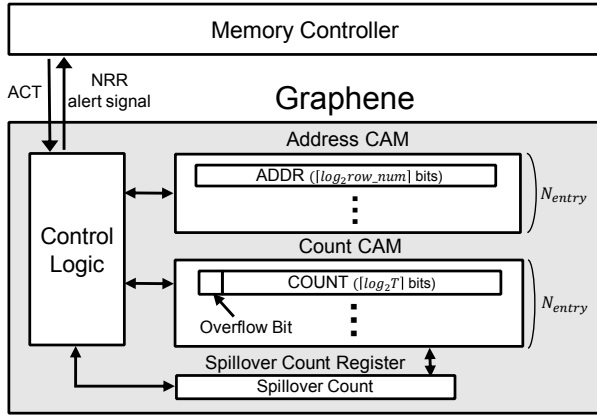 Memory Controller
ACT
NRR
alert signal
Graphene
Address CAM
ADDR (⌈log₂row_num⌉ bits)
N_entry
Control
Logic
Count CAM
COUNT (⌈log₂T⌉ bits)
Overflow Bit
N_entry
Spillover Count Register
Spillover Count